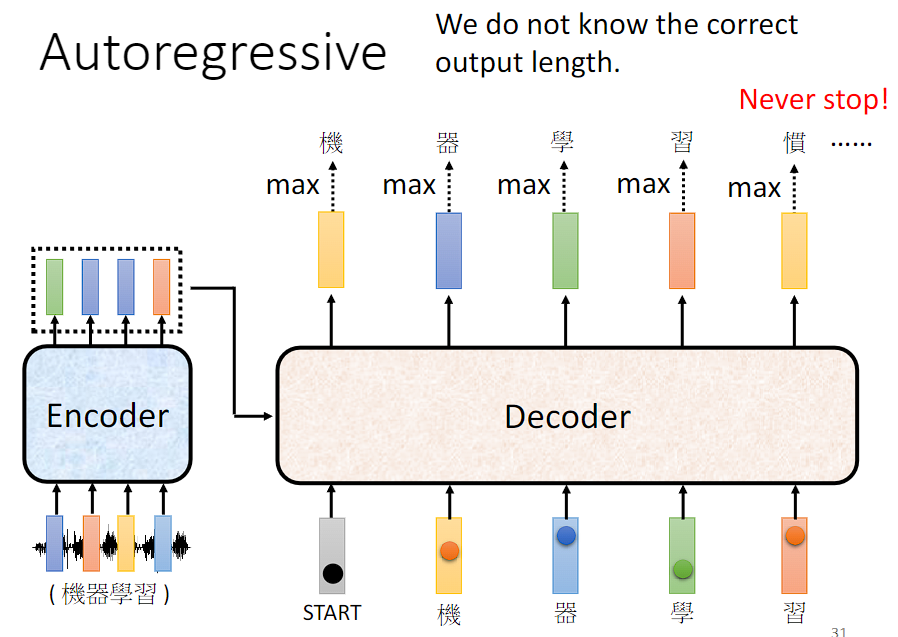 Autoregressive
We do not know the correct
output length.
Never stop!
機 器 學 習 慣 ……
max max max max max
Encoder
Decoder
( 機器學習 )
START 機 器 學 習
31